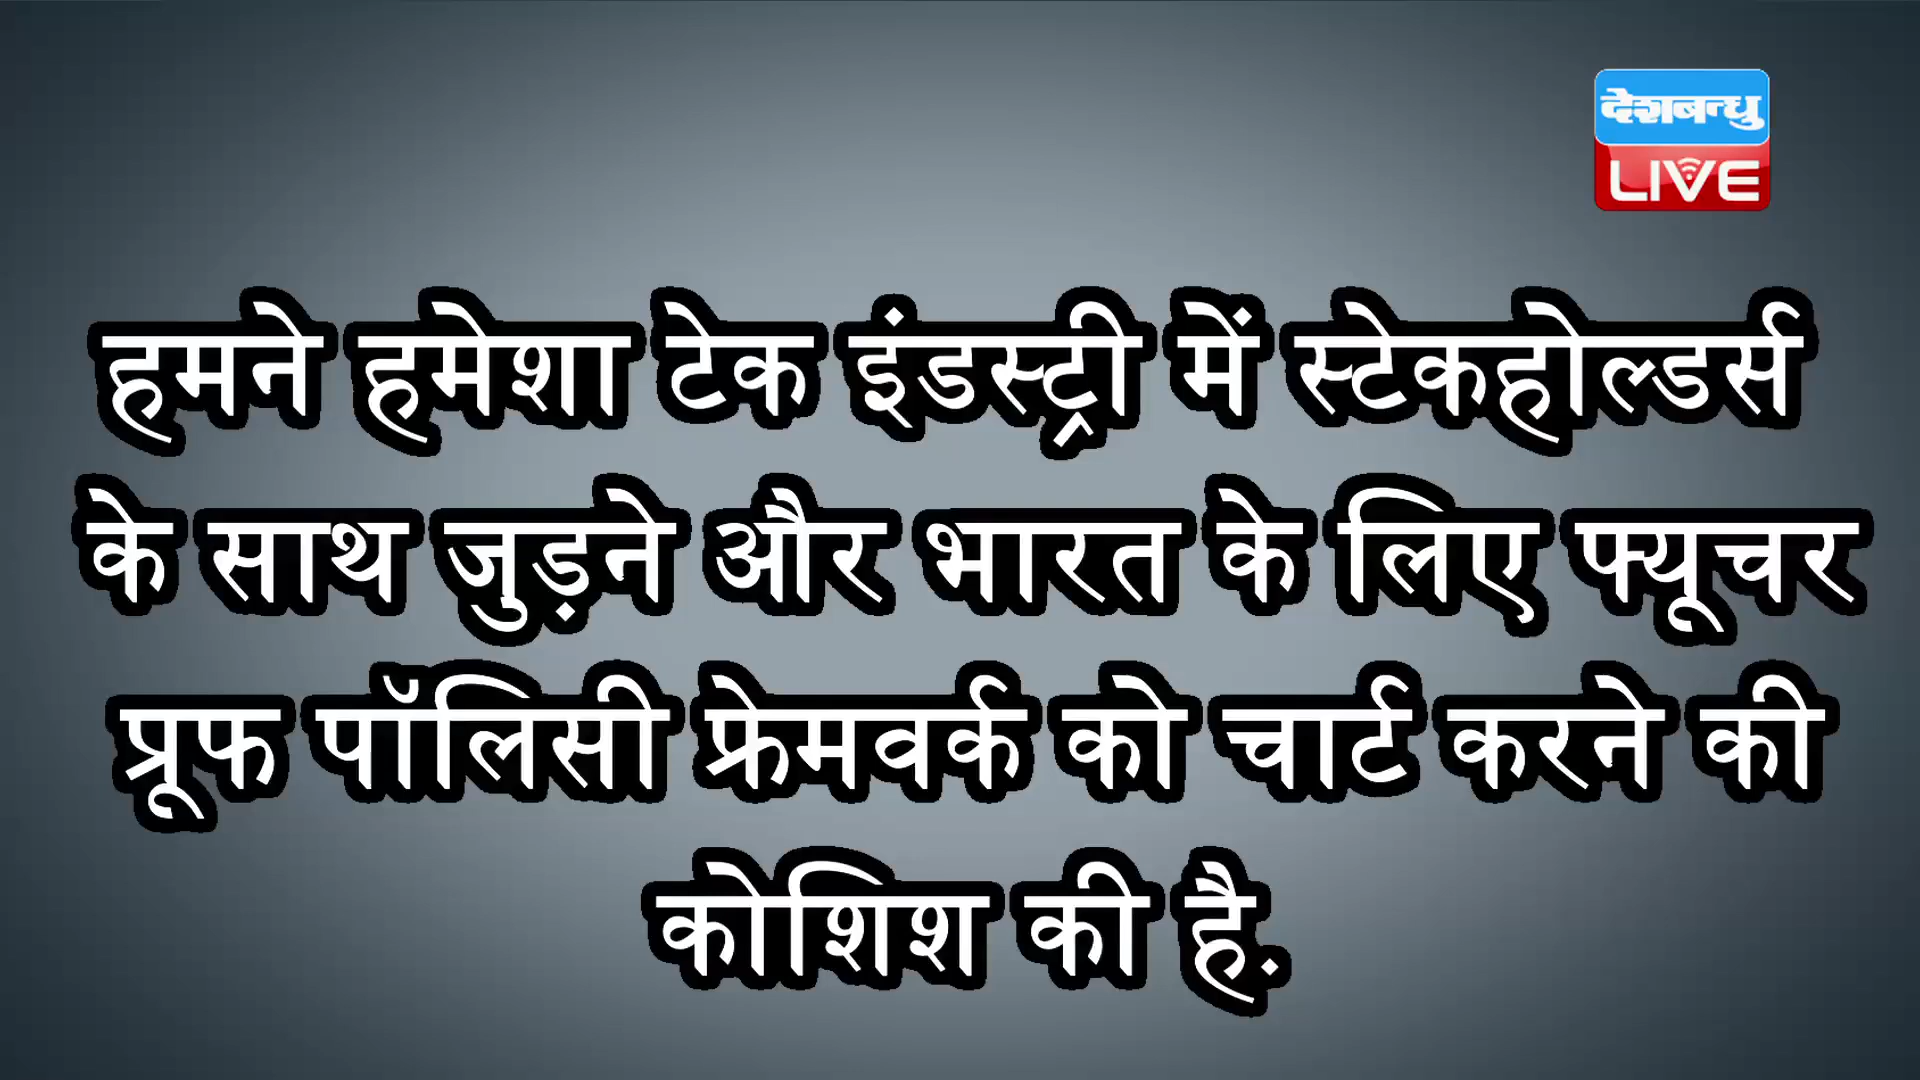 देशबन्धु
LIVE
हमने हमेशा टेक इंडस्ट्री में स्टेकहोल्डर्स
के साथ जुड़ने और भारत के लिए फ्यूचर
प्रूफ पॉलिसी फ्रेमवर्क को चार्ट करने की
कोशिश की है.